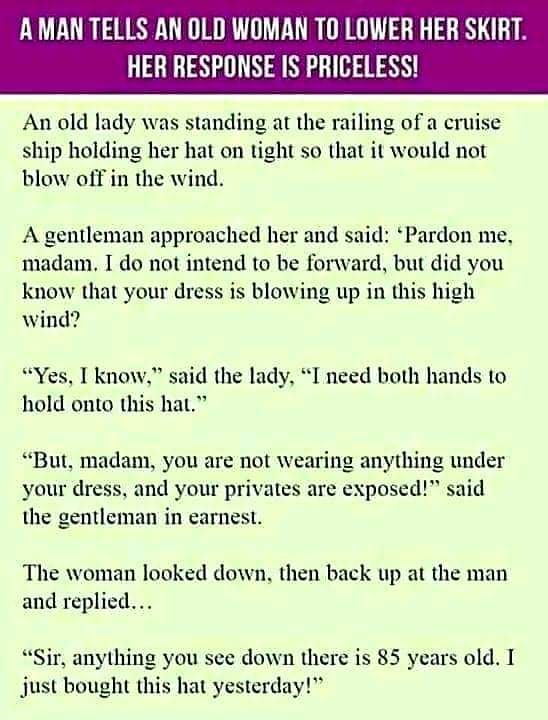 A MAN TELLS AN OLD WOMAN TO LOWER HER SKIRT.
HER RESPONSE IS PRICELESS!
An old lady was standing at the railing of a cruise
ship holding her hat on tight so that it would not
blow off in the wind.
A gentleman approached her and said: ‘Pardon me,
madam. I do not intend to be forward, but did you
know that your dress is blowing up in this high
wind?
“Yes, I know,” said the lady, “I need both hands to
hold onto this hat.”
“But, madam, you are not wearing anything under
your dress, and your privates are exposed!” said
the gentleman in earnest.
The woman looked down, then back up at the man
and replied…
“Sir, anything you see down there is 85 years old. I
just bought this hat yesterday!”